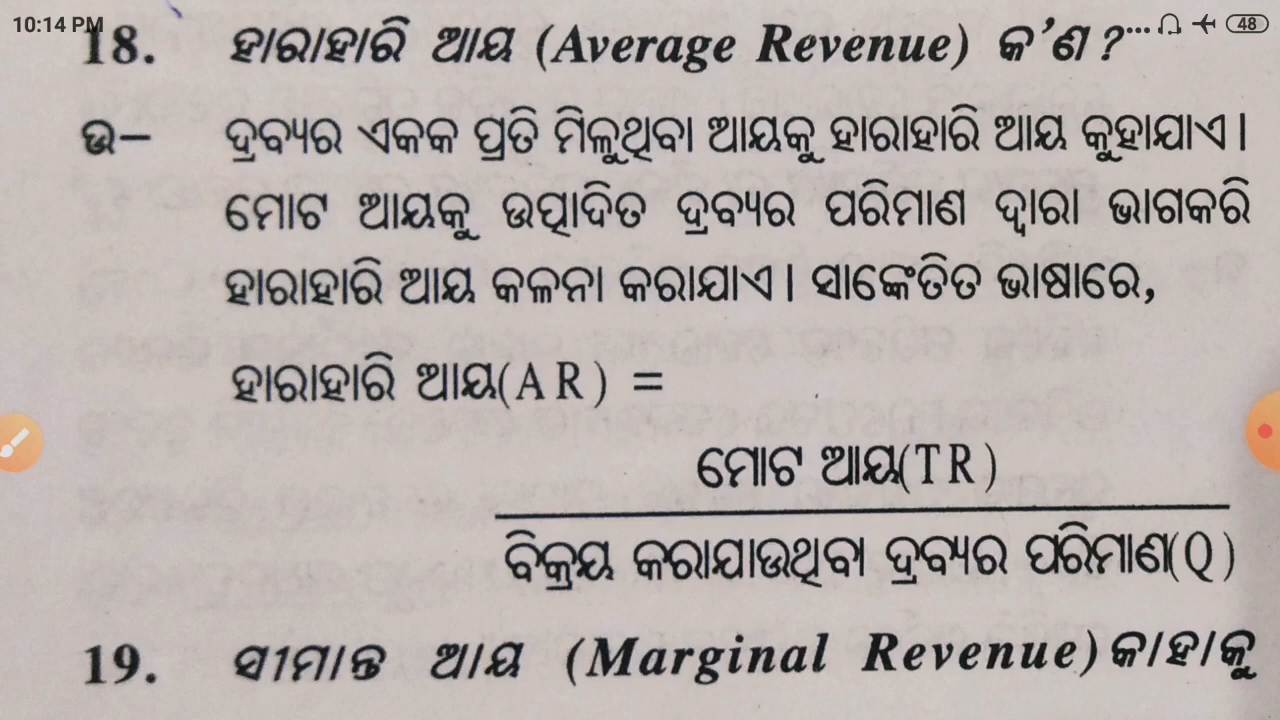 10:14 PM ... 48
18. ହାରାହାରି ଆୟ (Average Revenue) କ'ଣ ?
ଉ– ଦ୍ରବ୍ୟର ଏକକ ପ୍ରତି ମିଳୁଥିବା ଆୟକୁ ହାରାହାରି ଆୟ କୁହାଯାଏ ।
ମୋଟ ଆୟକୁ ଉତ୍ପାଦିତ ଦ୍ରବ୍ୟର ପରିମାଣ ଦ୍ୱାରା ଭାଗକରି
ହାରାହାରି ଆୟ କଳନା କରାଯାଏ । ସାଙ୍କେତିତ ଭାଷାରେ,
ହାରାହାରି ଆୟ(AR) =
ମୋଟ ଆୟ(TR)
ବିକ୍ରୟ କରାଯାଉଥିବା ଦ୍ରବ୍ୟର ପରିମାଣ(Q)
19. ସୀମାନ୍ତ ଆୟ (Marginal Revenue) କାହାକୁ